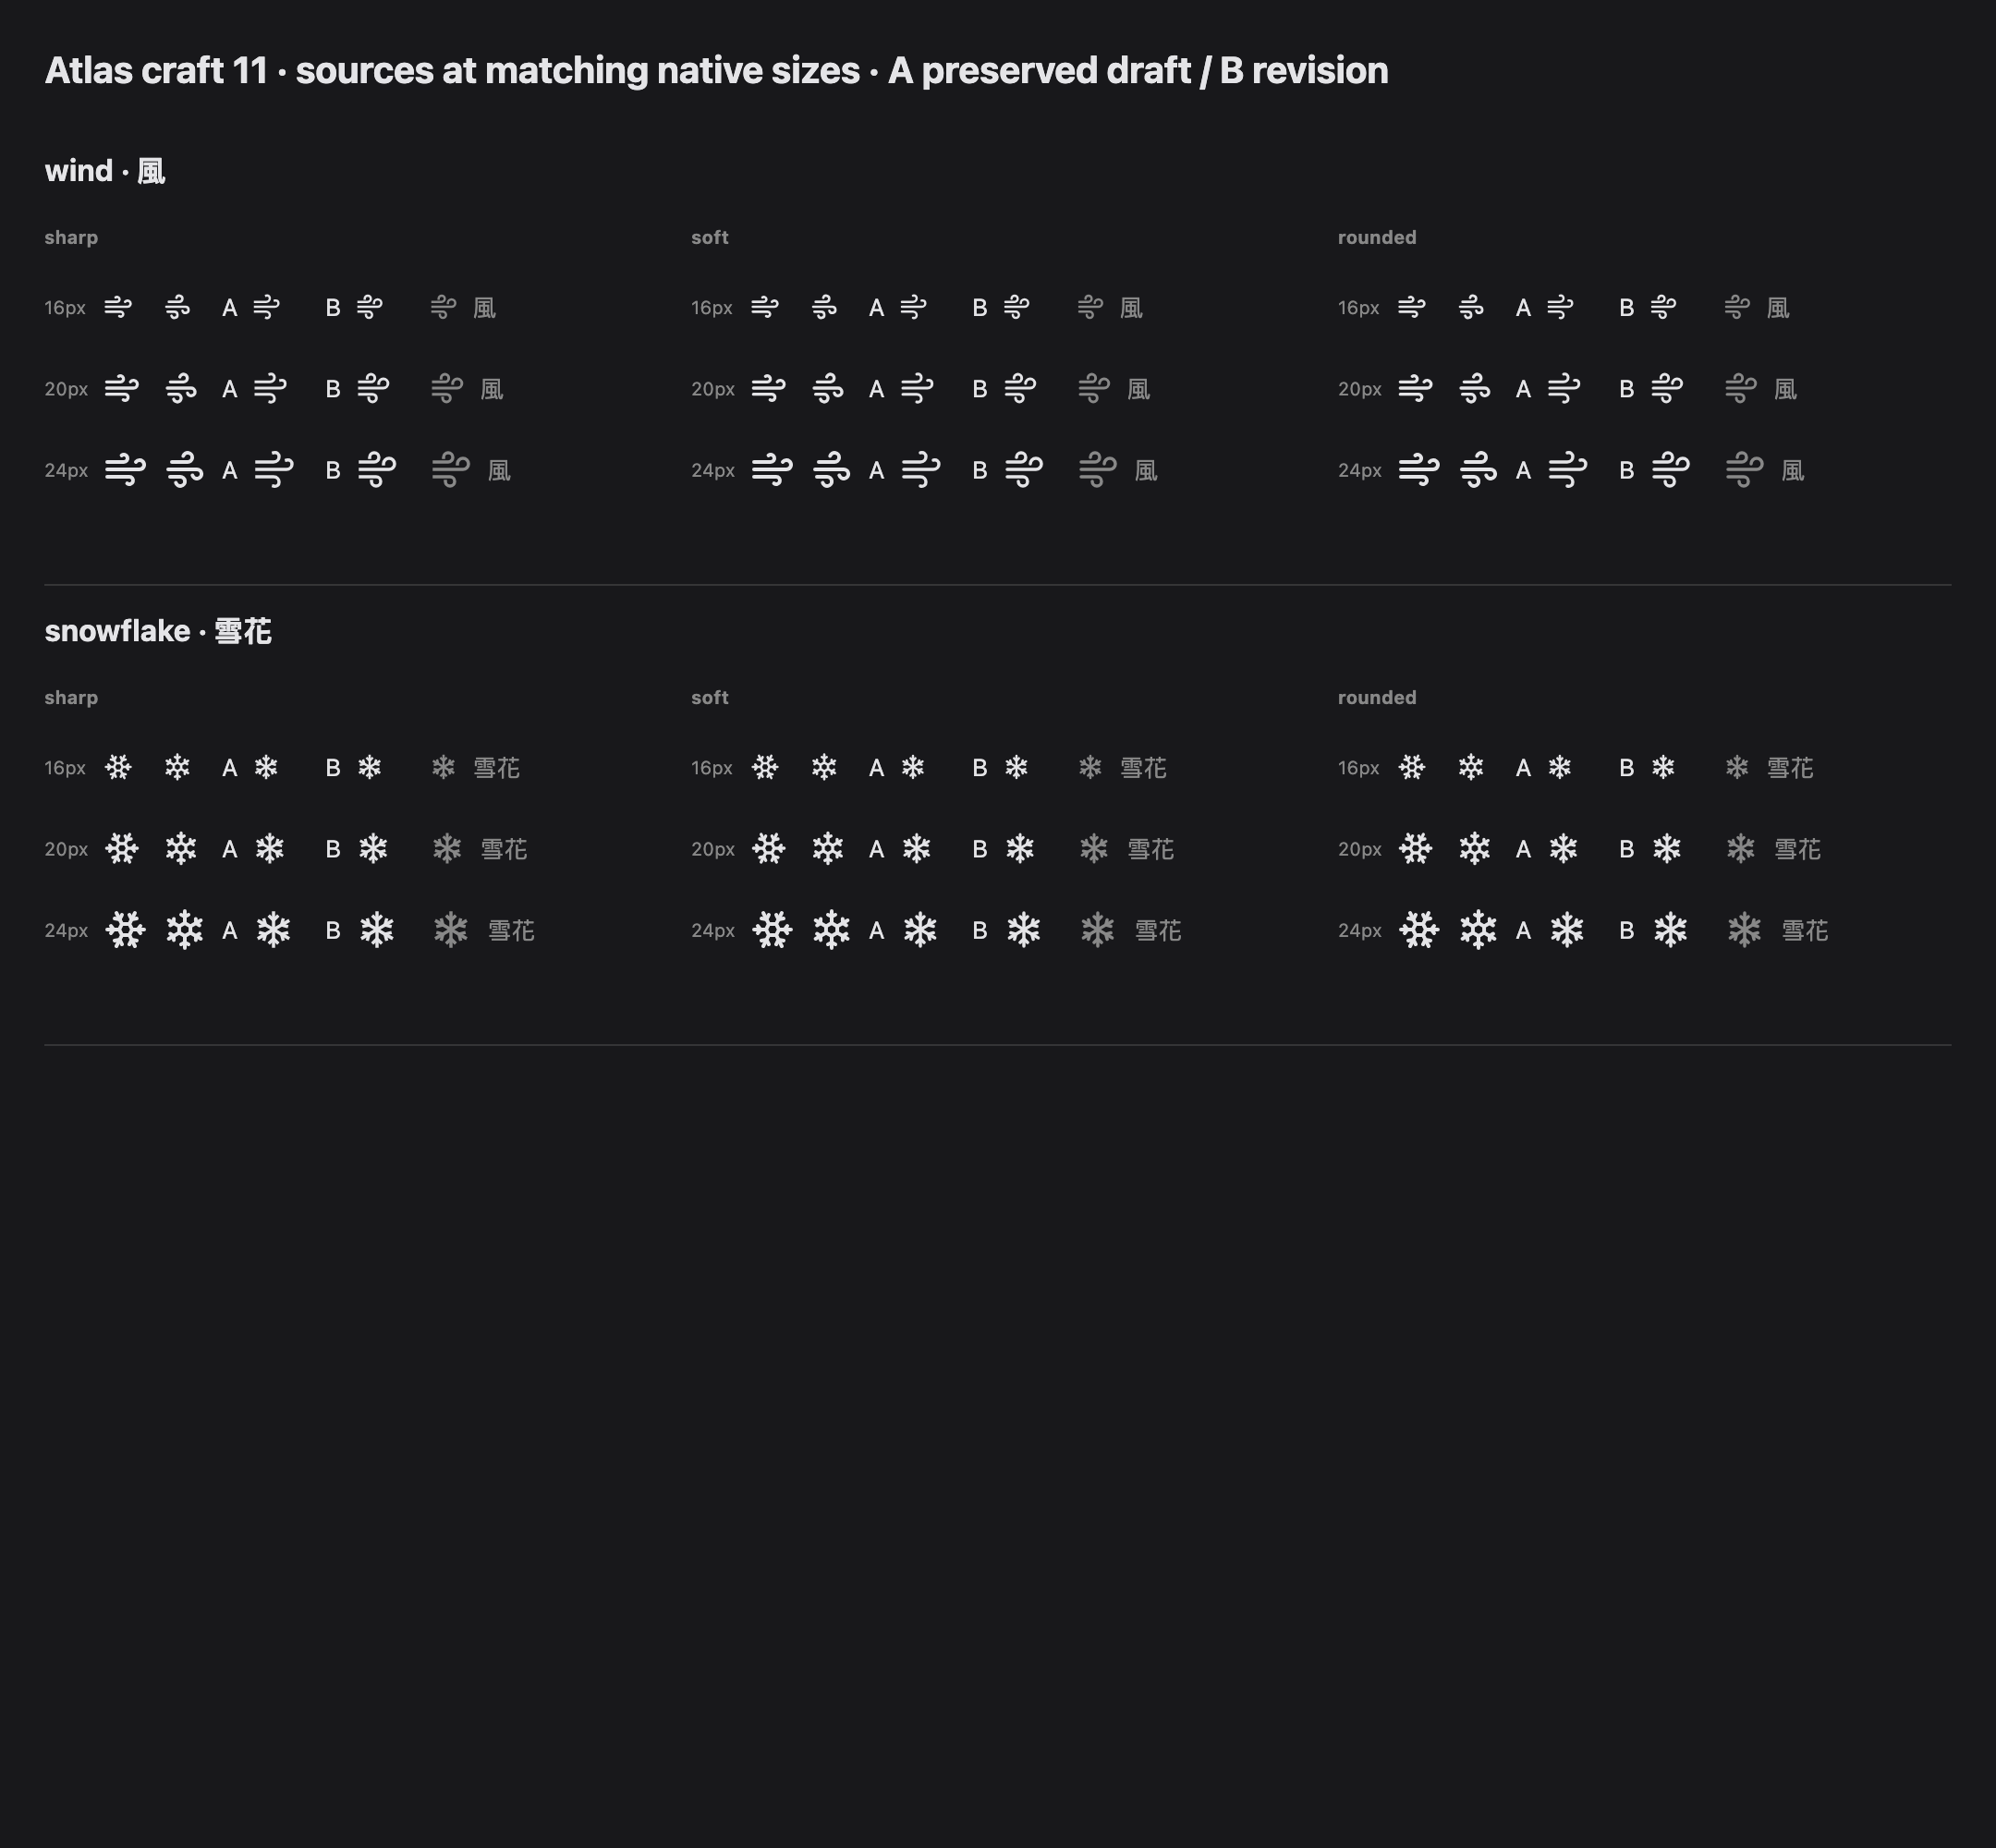 Atlas craft 11 · sources at matching native sizes · A preserved draft / B revision
wind · 風
sharp soft rounded
16px A B 風 16px A B 風 16px A B 風
20px A B 風 20px A B 風 20px A B 風
24px A B 風 24px A B 風 24px A B 風
snowflake · 雪花
sharp soft rounded
16px A B 雪花 16px A B 雪花 16px A B 雪花
20px A B 雪花 20px A B 雪花 20px A B 雪花
24px A B 雪花 24px A B 雪花 24px A B 雪花